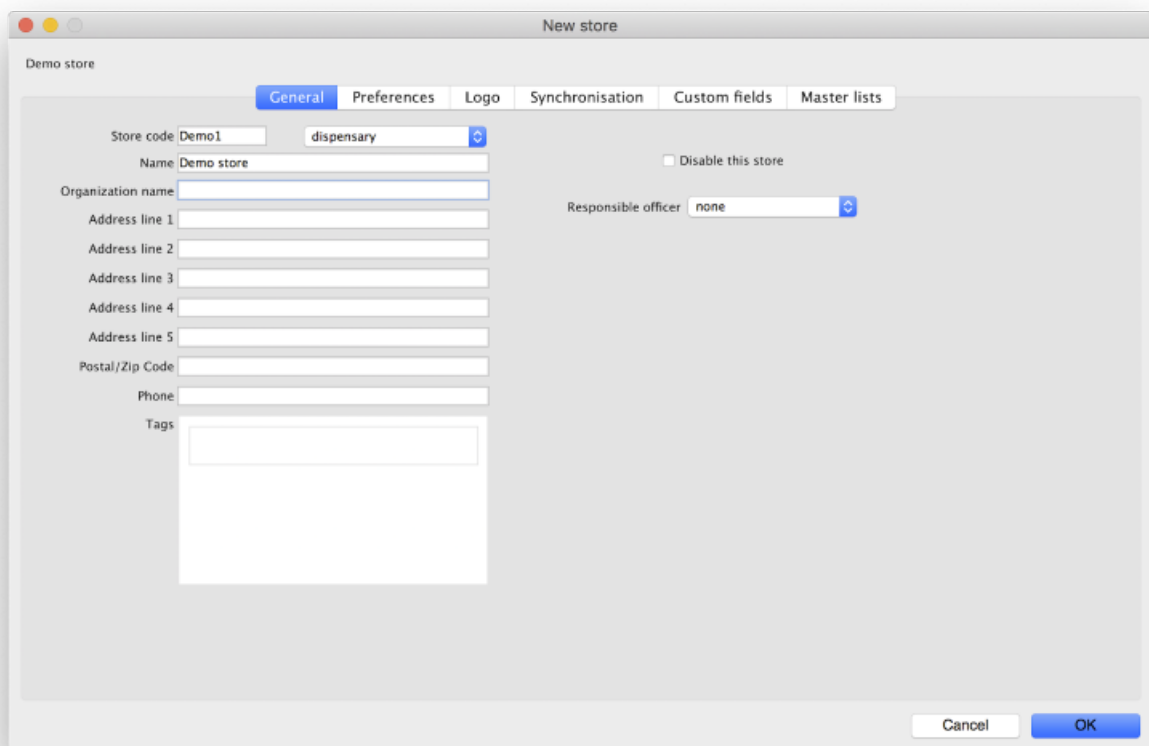 New store
Demo store
General Preferences Logo Synchronisation Custom fields Master lists
Store code Demo1 dispensary
Name Demo store
Disable this store
Organization name
Responsible officer none
Address line 1
Address line 2
Address line 3
Address line 4
Address line 5
Postal/Zip Code
Phone
Tags
Cancel OK